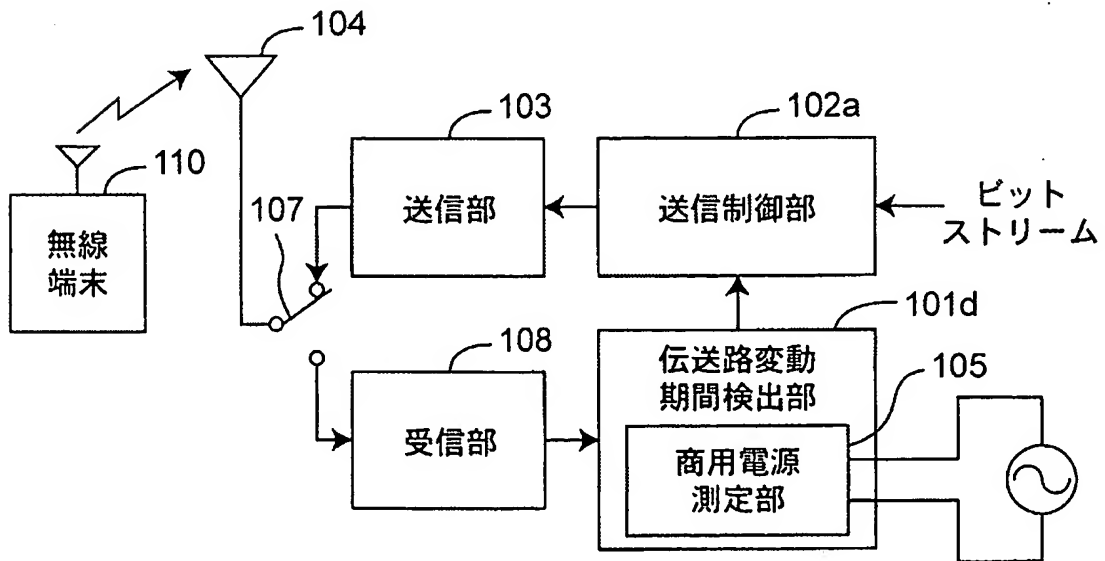 104
103
102a
110
送信部
送信制御部
ビット
ストリーム
107
無線
端末
101d
108
伝送路変動
期間検出部
105
受信部
商用電源
測定部